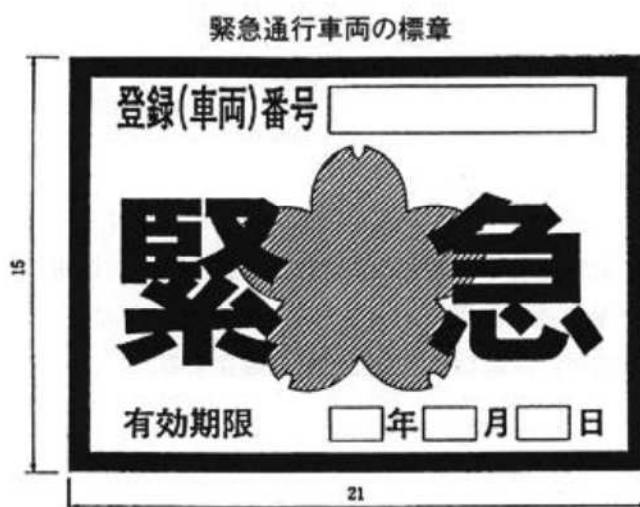 緊急通行車両の標章
登録(車両)番号
緊急
有効期限 年 月 日
15
21